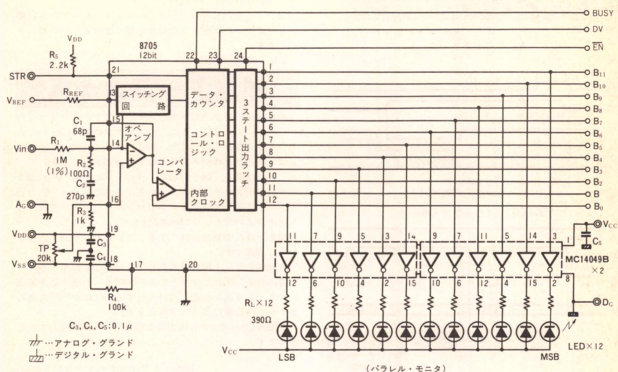 BUSY
DV
EN
VDD
R5
2.2k
STR
8705
12bit
22
23
24
21
13
スイッチング
回 路
データ・
カウンタ
コントロ
ール・ロ
ジック
内部
クロック
3ステート出力ラッチ
VREF
RREF
C1
68p
15
オペ
アンプ
Vin
R1
1M
(1%)
14
R2
100Ω
C2
270p
コンパ
レータ
16
AG
R3
1k
VDD
19
TP
20k
C3
C4
VSS
18
17
20
R4
100k
1
2
3
4
5
6
7
8
9
10
11
12
B11
B10
B9
B8
B7
B6
B5
B4
B3
B2
B1
B0
11
7
9
5
14
9
11
7
5
14
3
1
12
6
10
4
15
10
12
6
4
15
2
8
VCC
C5
MC14049B
×2
DG
RL×12
390Ω
LED×12
VCC
LSB
MSB
C3, C4, C5:0.1μ
…アナログ・グランド
…デジタル・グランド
(パラレル・モニタ)